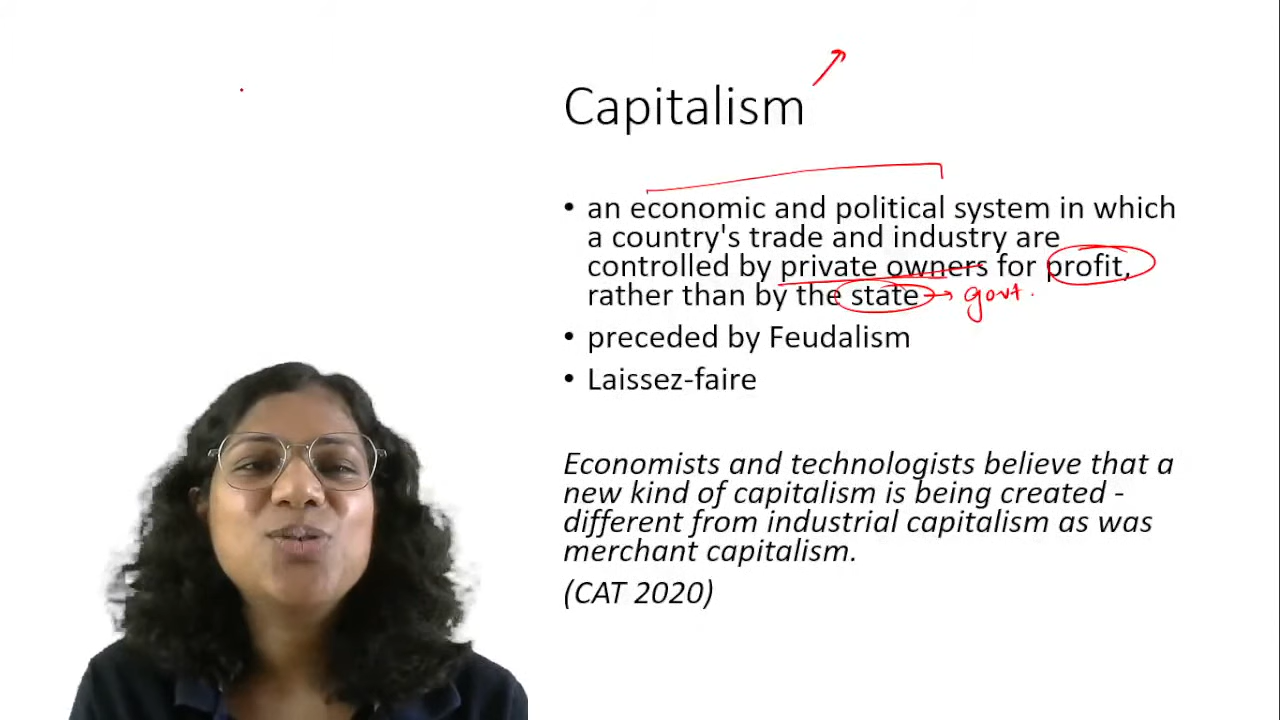 Capitalism
• an economic and political system in which
a country's trade and industry are
controlled by private owners for profit,
rather than by the state → govt.
• preceded by Feudalism
• Laissez-faire
Economists and technologists believe that a
new kind of capitalism is being created -
different from industrial capitalism as was
merchant capitalism.
(CAT 2020)